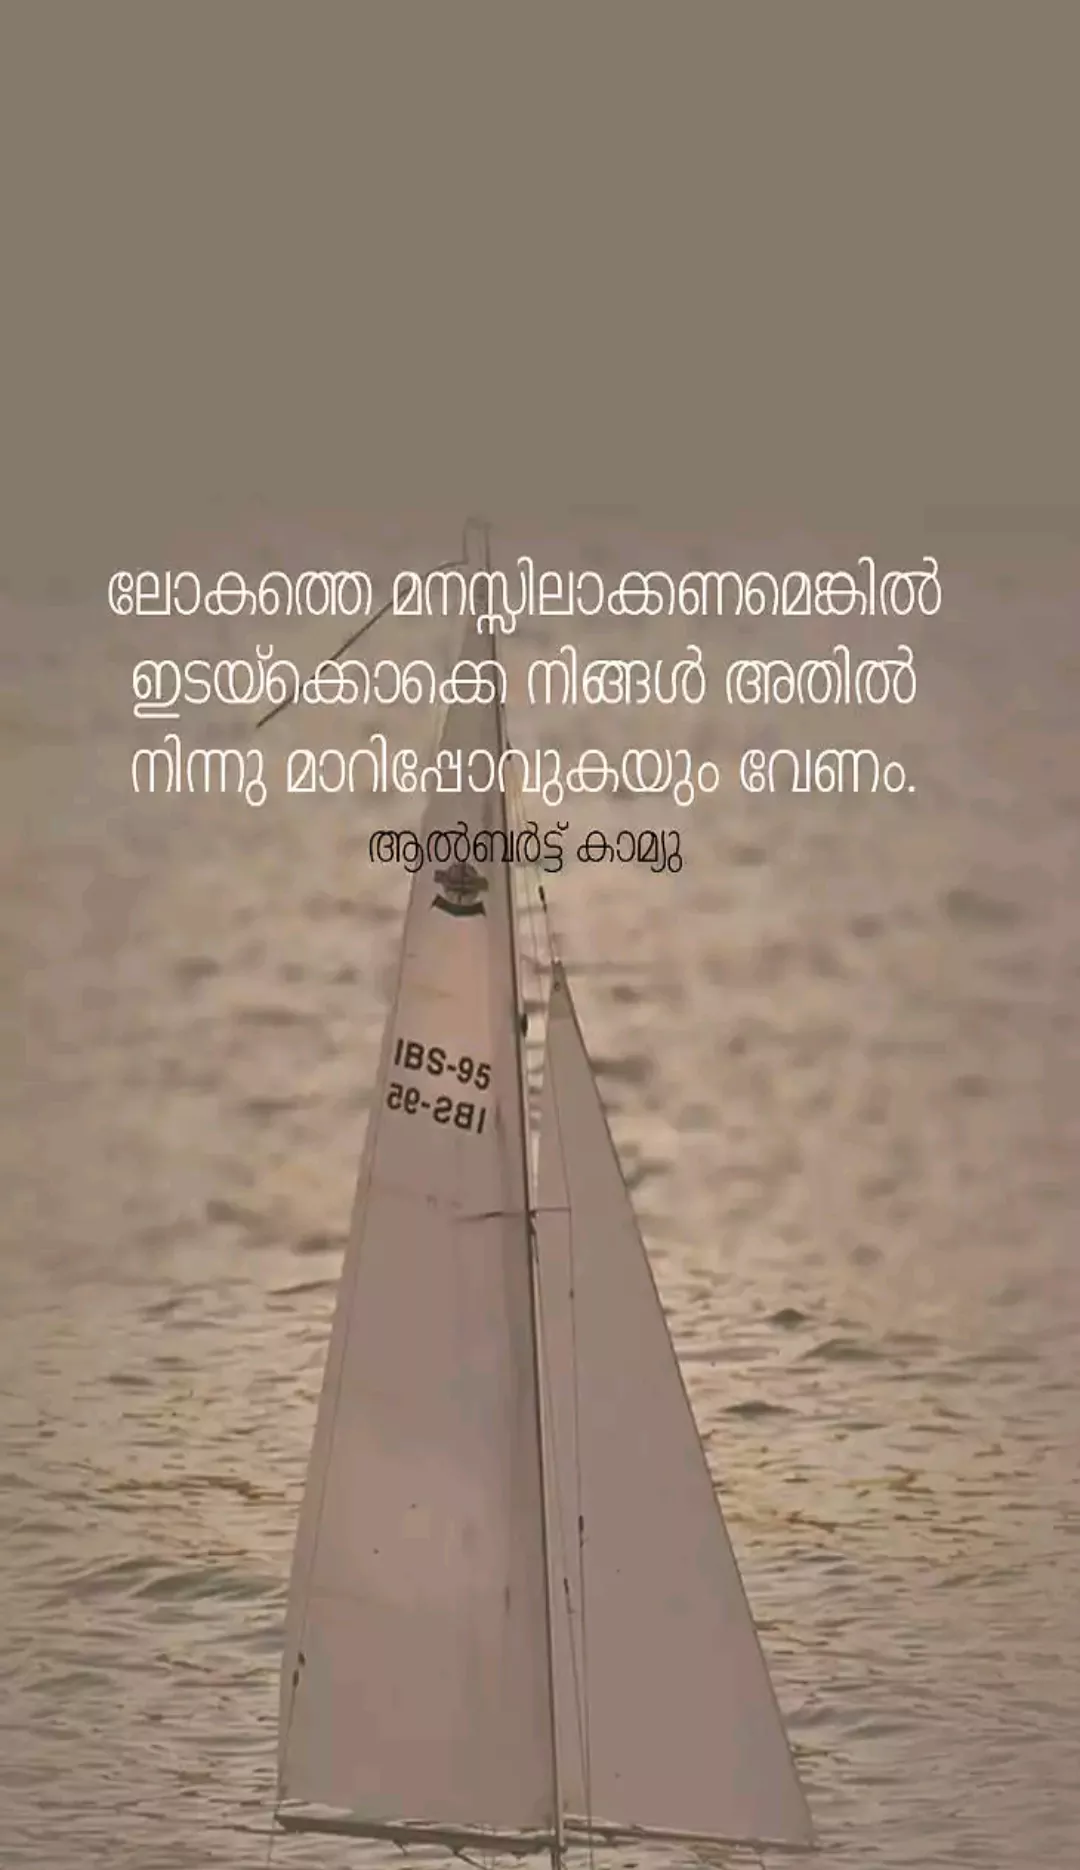 ലോകത്തെ മനസ്സിലാക്കണമെങ്കിൽ
ഇടയ്ക്കൊക്കെ നിങ്ങൾ അതിൽ
നിന്നു മാറിപ്പോവുകയും വേണം.
ആൽബർട്ട് കാമ്യു
IBS-95
IBS-95